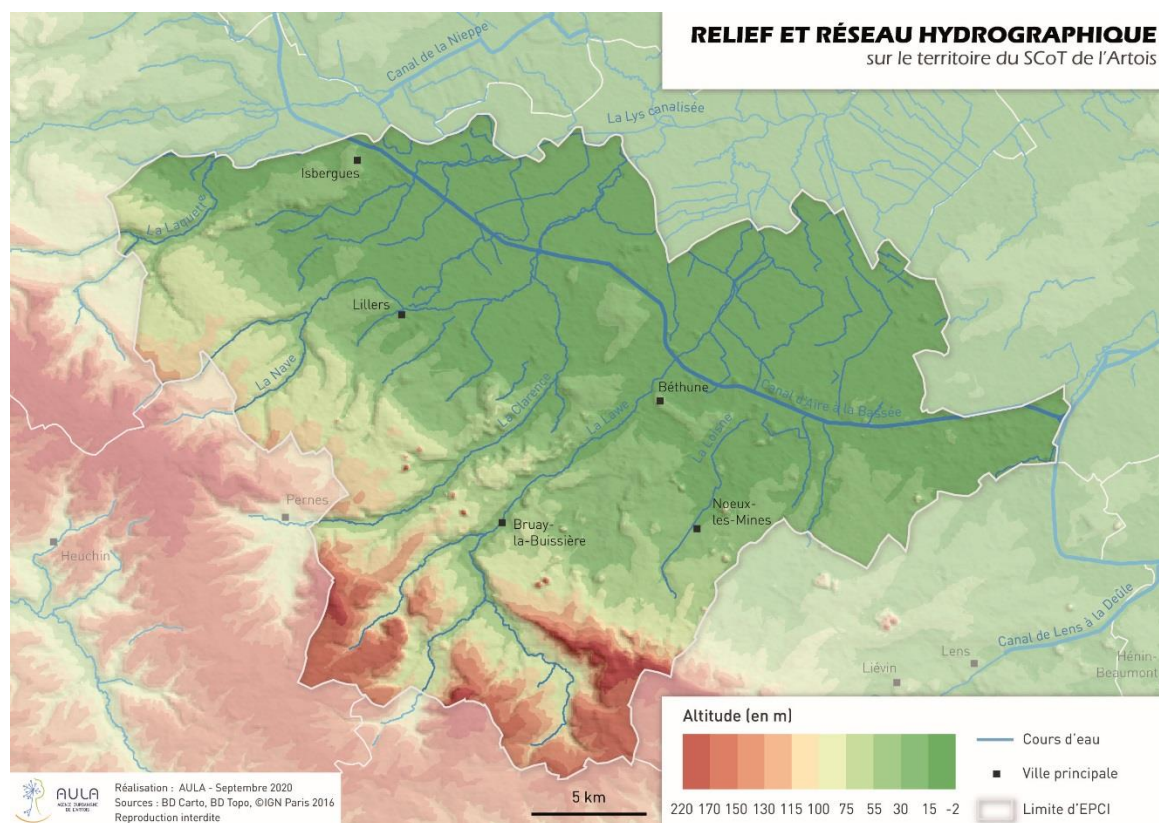 RELIEF ET RÉSEAU HYDROGRAPHIQUE
sur le territoire du SCoT de l'Artois
Canal de la Nieppe
La Lys canalisée
Isbergues
La Laquette
Lillers
La Nave
La Clarence
La Lawe
Béthune
Canal d'Aire à la Bassée
La Loisne
Pernes
Heuchin
Bruay-
la-Buissière
Noeux-
les-Mines
Canal de Lens à la Deûle
Lens
Liévin
Hénin-
Beaumont
Altitude (en m)
220 170 150 130 115 100 75 55 30 15 -2
Cours d'eau
Ville principale
Limite d'EPCI
5 km
AULA
AGENCE D'URBANISME
DE L'ARTOIS
Réalisation : AULA - Septembre 2020
Sources : BD Carto, BD Topo, ©IGN Paris 2016
Reproduction interdite